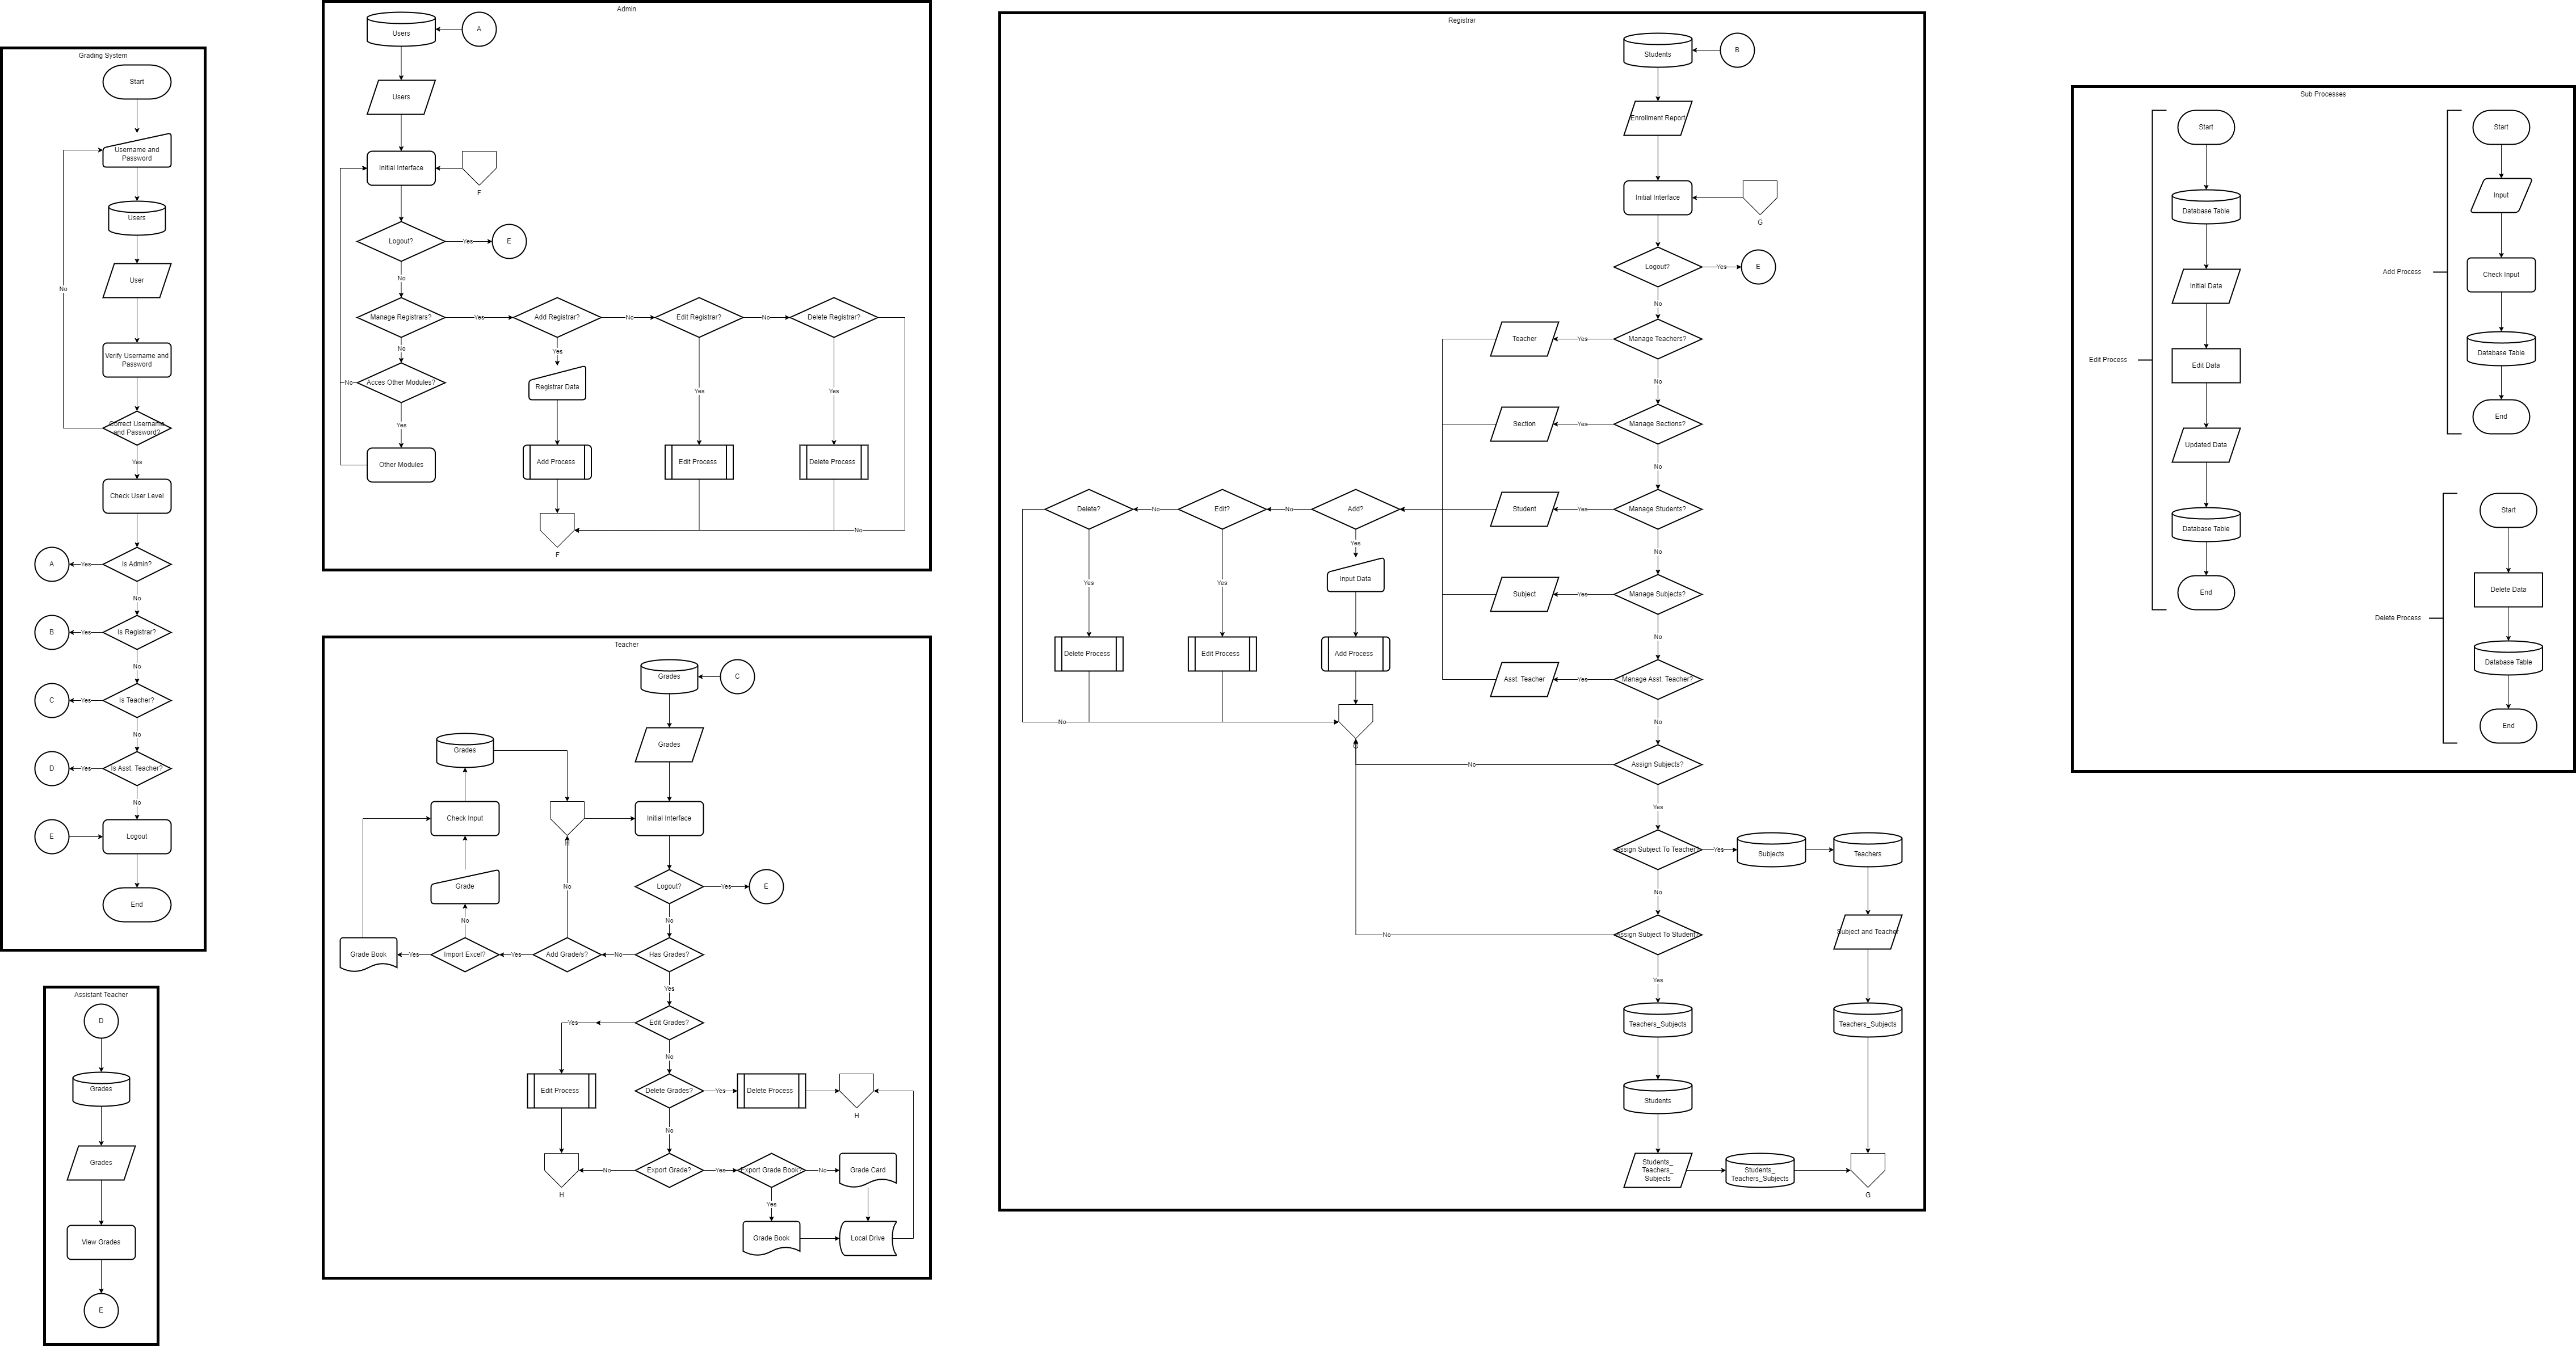 Grading System
Start
Username and
Password
Users
User
No
Verify Username and
Password
Correct Username
and Password?
Yes
Check User Level
Is Admin?
Yes
A
No
Is Registrar?
Yes
B
No
Is Teacher?
Yes
C
No
Is Asst. Teacher?
Yes
D
No
E
Logout
End
Assistant Teacher
D
Grades
Grades
View Grades
E
Admin
Users
A
Users
Initial Interface
F
Logout?
Yes
E
No
Manage Registrars?
Yes
Add Registrar?
No
Edit Registrar?
No
Delete Registrar?
No
Yes
Acces Other Modules?
No
Registrar Data
Yes
Yes
Yes
Other Modules
Add Process
Edit Process
Delete Process
No
F
Teacher
Grades
C
Grades
Grades
Check Input
Initial Interface
Grade
No
Logout?
Yes
E
No
No
Grade Book
Yes
Import Excel?
Yes
Add Grade/s?
No
Has Grades?
Yes
Yes
Edit Grades?
No
Edit Process
Delete Grades?
Yes
Delete Process
H
No
No
Export Grade?
Yes
Export Grade Book?
No
Grade Card
H
Yes
Grade Book
Local Drive
Registrar
Students
B
Enrollment Report
Initial Interface
G
Logout?
Yes
E
No
Teacher
Yes
Manage Teachers?
No
Section
Yes
Manage Sections?
No
Delete?
No
Edit?
No
Add?
Student
Yes
Manage Students?
Yes
No
Input Data
Yes
Yes
Subject
Yes
Manage Subjects?
No
Delete Process
Edit Process
Add Process
Asst. Teacher
Yes
Manage Asst. Teacher?
No
No
G
No
Assign Subjects?
Yes
Assign Subject To Teacher?
Yes
Subjects
Teachers
No
No
Assign Subject To Student?
Subject and Teacher
Yes
Teachers_Subjects
Teachers_Subjects
Students
Students_
Teachers_
Subjects
Students_
Teachers_Subjects
G
Sub Processes
Edit Process
Start
Database Table
Initial Data
Edit Data
Updated Data
Database Table
End
Add Process
Start
Input
Check Input
Database Table
End
Delete Process
Start
Delete Data
Database Table
End